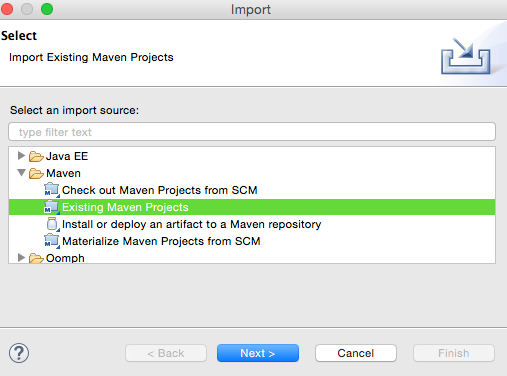 Import
Select
Import Existing Maven Projects
Select an import source:
type filter text
Java EE
Maven
Check out Maven Projects from SCM
Existing Maven Projects
Install or deploy an artifact to a Maven repository
Materialize Maven Projects from SCM
Oomph
? < Back Next > Cancel Finish